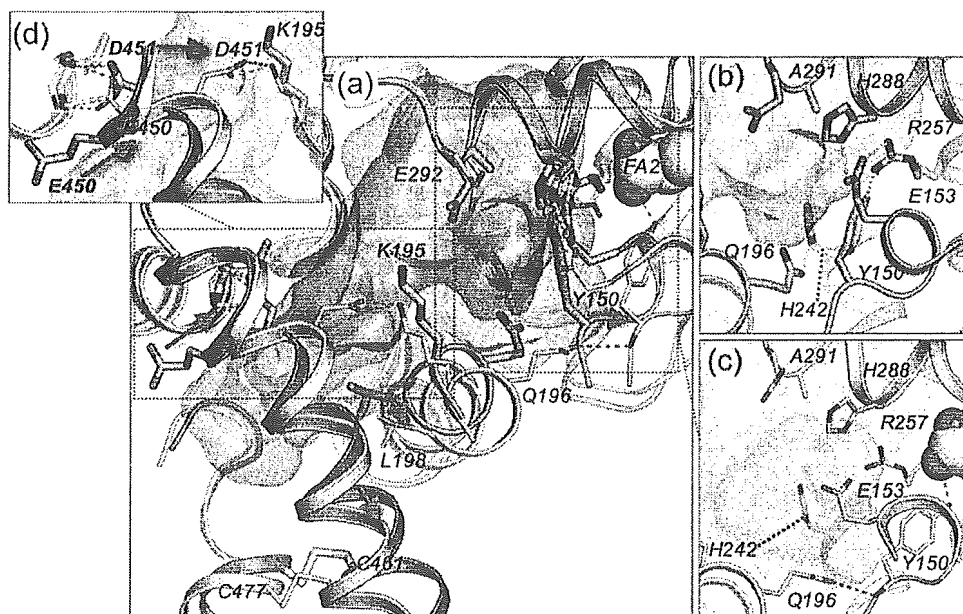 (d)
D451
D451
K195
E450
(a)
E292
FA2
K195
Y150
Q196
L198
C461
C477
(b)
A291
H288
R257
E153
Q196
Y150
H242
(c)
A291
H288
R257
E153
H242
Y150
Q196